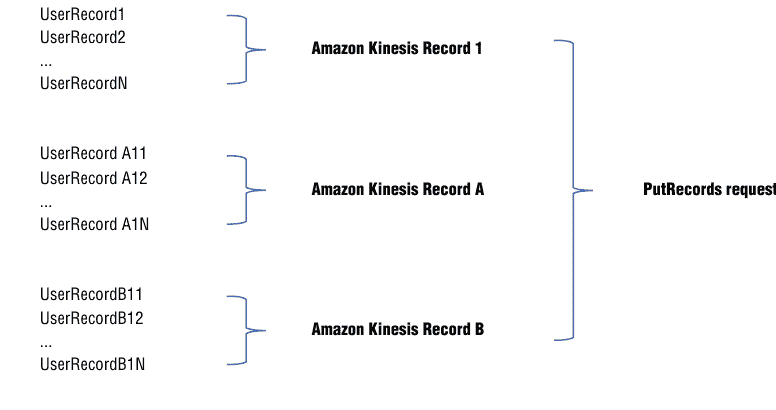 UserRecord1
UserRecord2
...
UserRecordN
Amazon Kinesis Record 1
UserRecord A11
UserRecord A12
...
UserRecord A1N
Amazon Kinesis Record A
UserRecordB11
UserRecordB12
...
UserRecordB1N
Amazon Kinesis Record B
PutRecords request